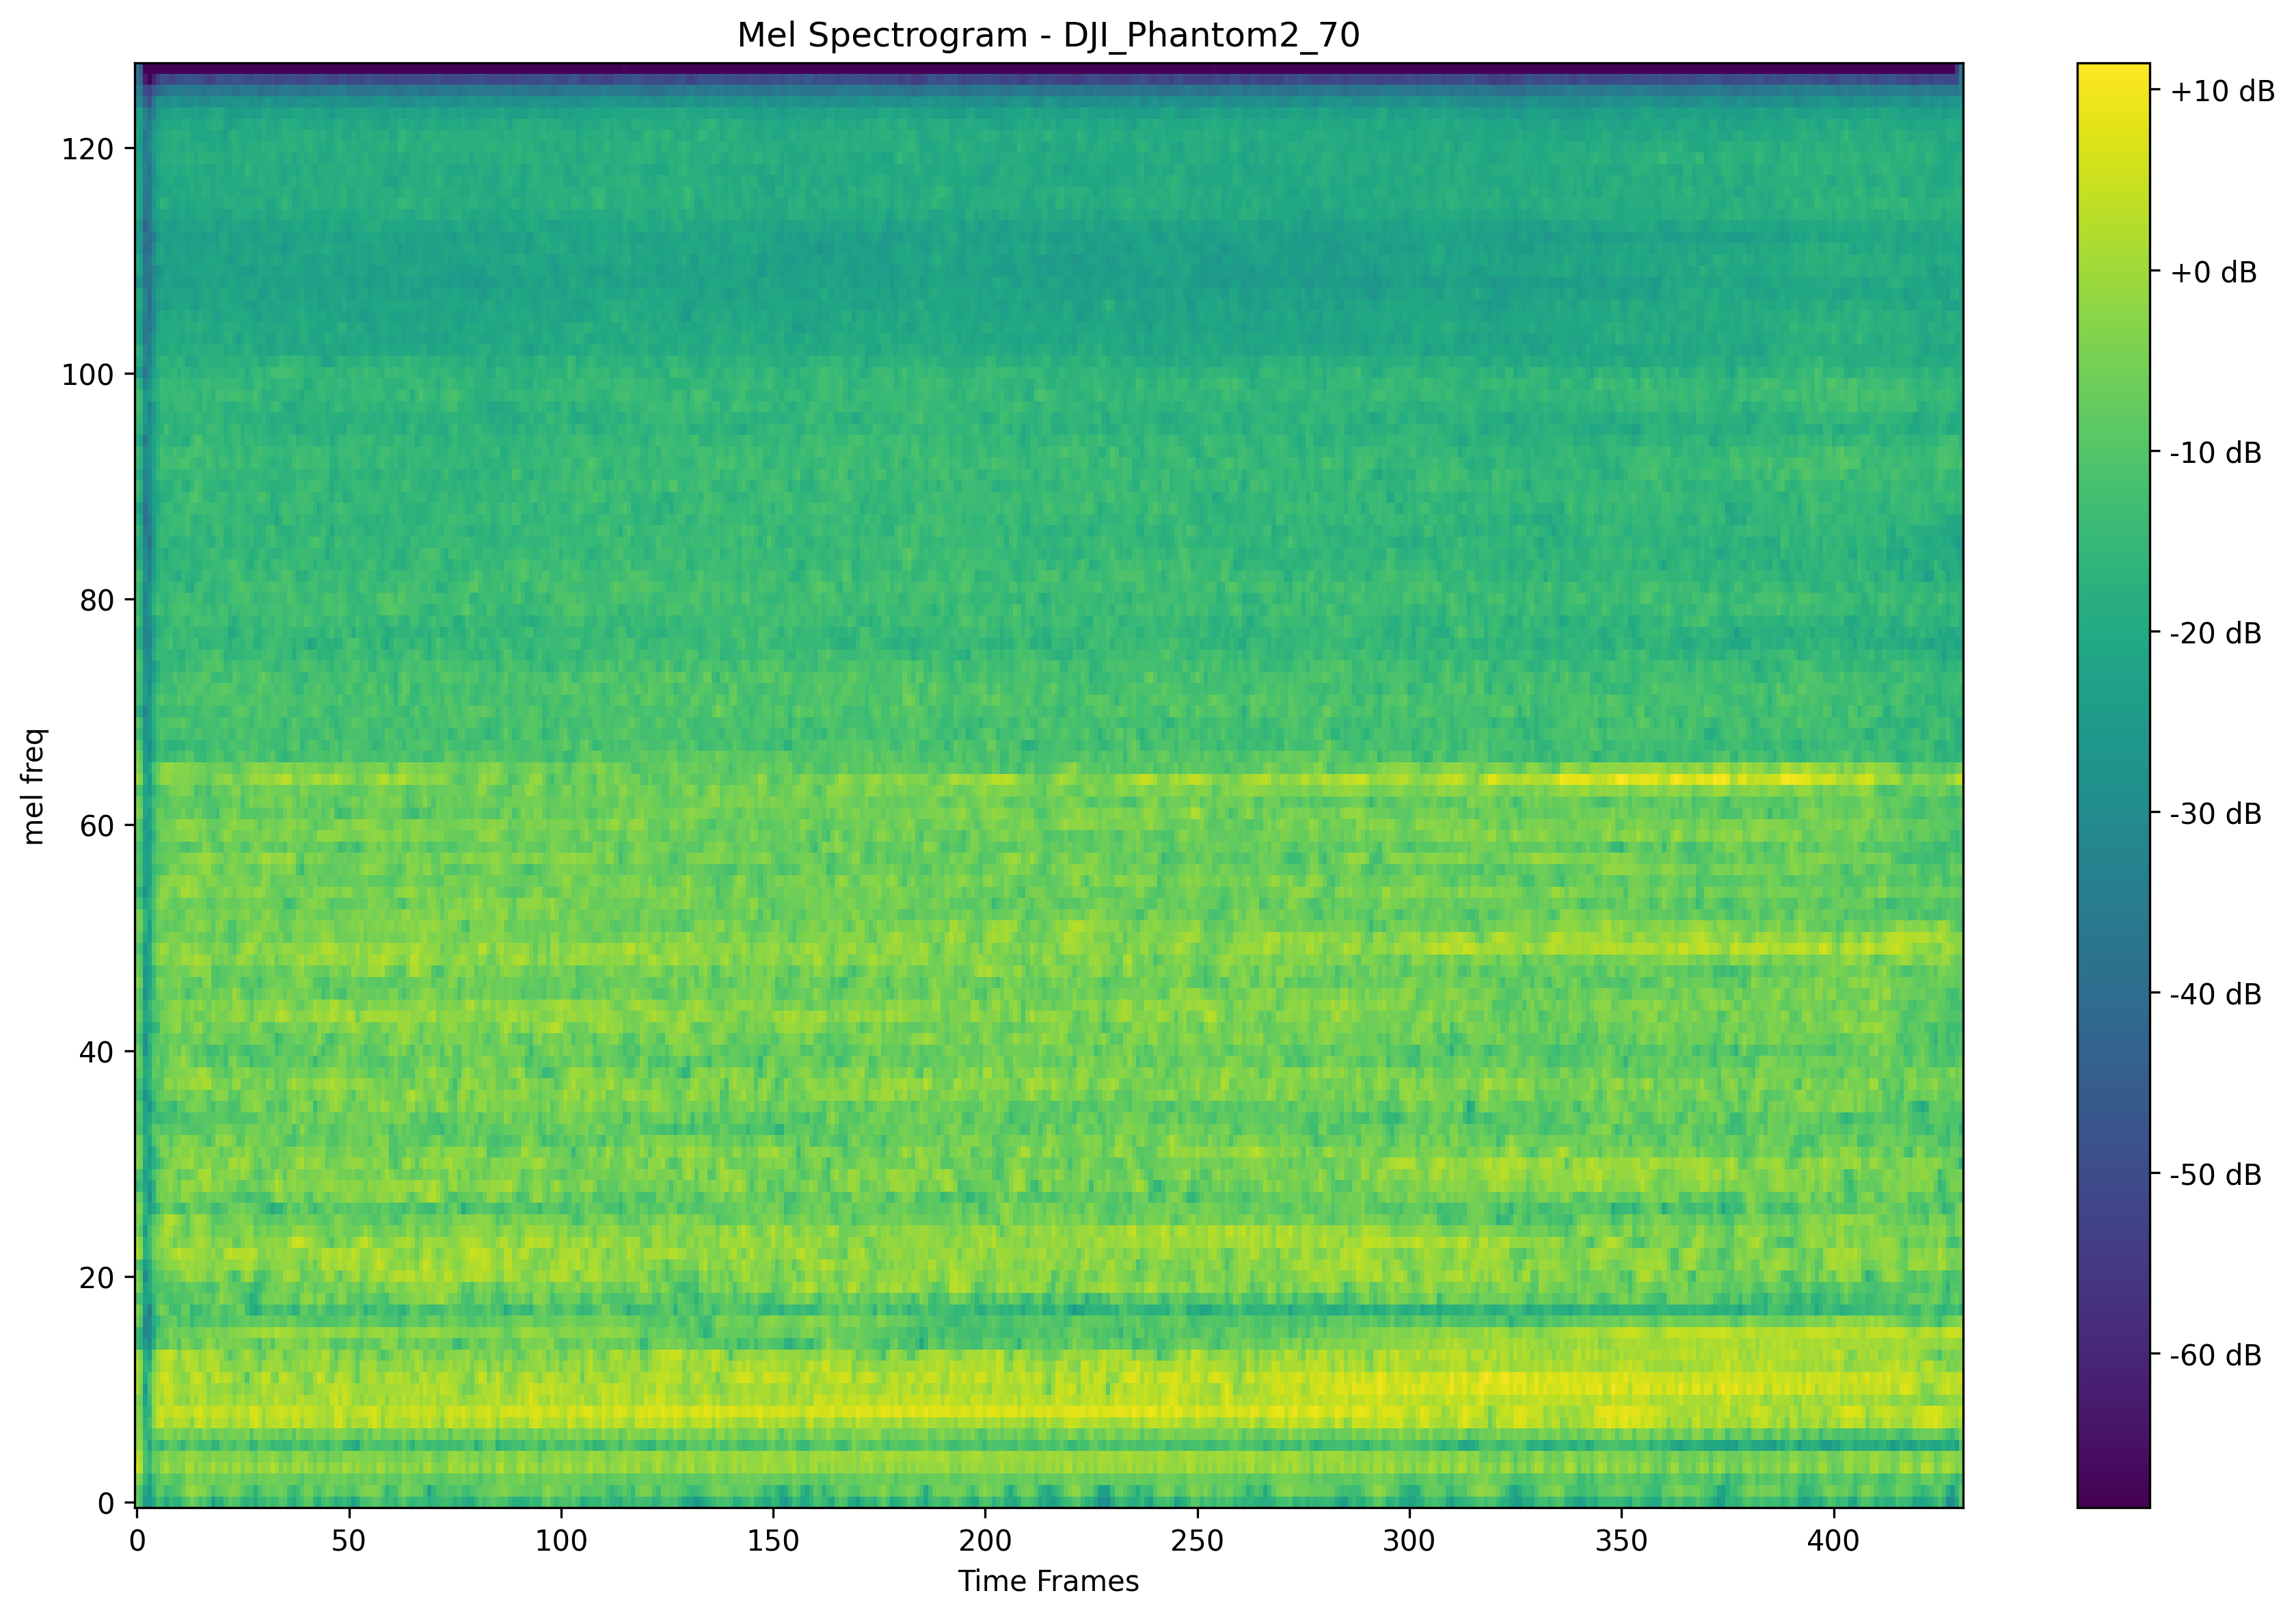 Mel Spectrogram - DJI_Phantom2_70
mel freq
120
100
80
60
40
20
0
0 50 100 150 200 250 300 350 400
Time Frames
+10 dB
+0 dB
-10 dB
-20 dB
-30 dB
-40 dB
-50 dB
-60 dB